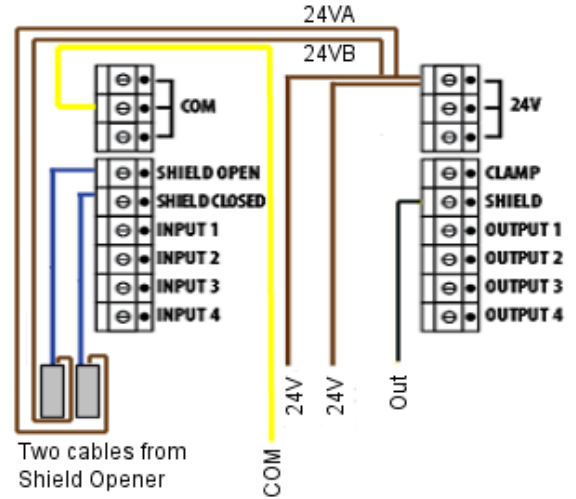 24VA
24VB
COM
24V
SHIELD OPEN
SHIELD CLOSED
INPUT 1
INPUT 2
INPUT 3
INPUT 4
CLAMP
SHIELD
OUTPUT 1
OUTPUT 2
OUTPUT 3
OUTPUT 4
24V
24V
Out
COM
Two cables from
Shield Opener